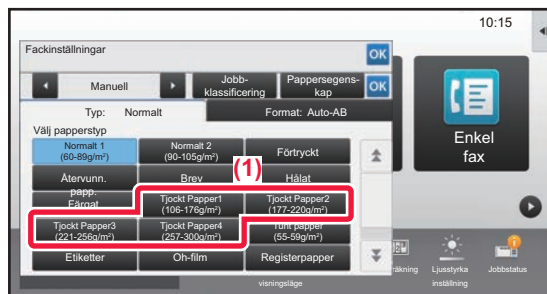 10:15
Fackinställningar
OK
Manuell
Jobb-
klassificering
Pappersegens-
kap
OK
Typ: Normalt
Format: Auto-AB
Välj papperstyp
Normalt 1
(60-89g/m²)
Normalt 2
(90-105g/m²)
Förtryckt
Återvunn.
papp.
Brev
(1)
Hålat
Färgat
Tjockt Papper1
(106-176g/m²)
Tjockt Papper2
(177-220g/m²)
Tjockt Papper3
(221-256g/m²)
Tjockt Papper4
(257-300g/m²)
Tunt papper
(55-59g/m²)
Etiketter
Oh-film
Registerpapper
Enkel
fax
räkning
Ljusstyrka
inställning
Jobbstatus
visningsläge